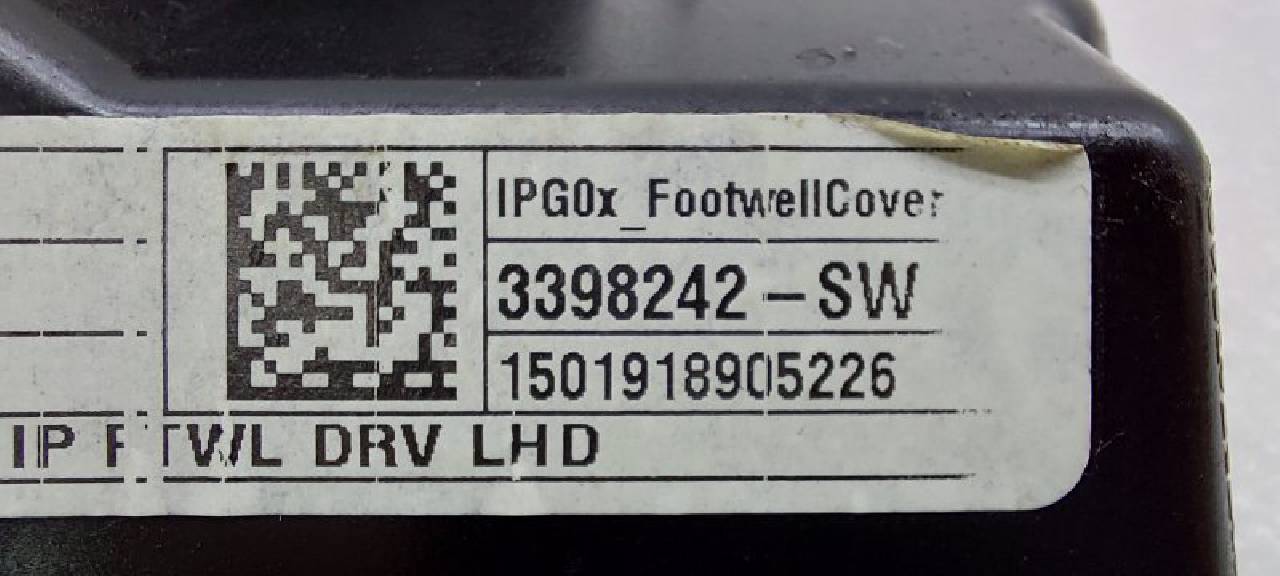 IPG0x_FootwellCover
3398242-SW
1501918905226
IP FTWL DRV LHD